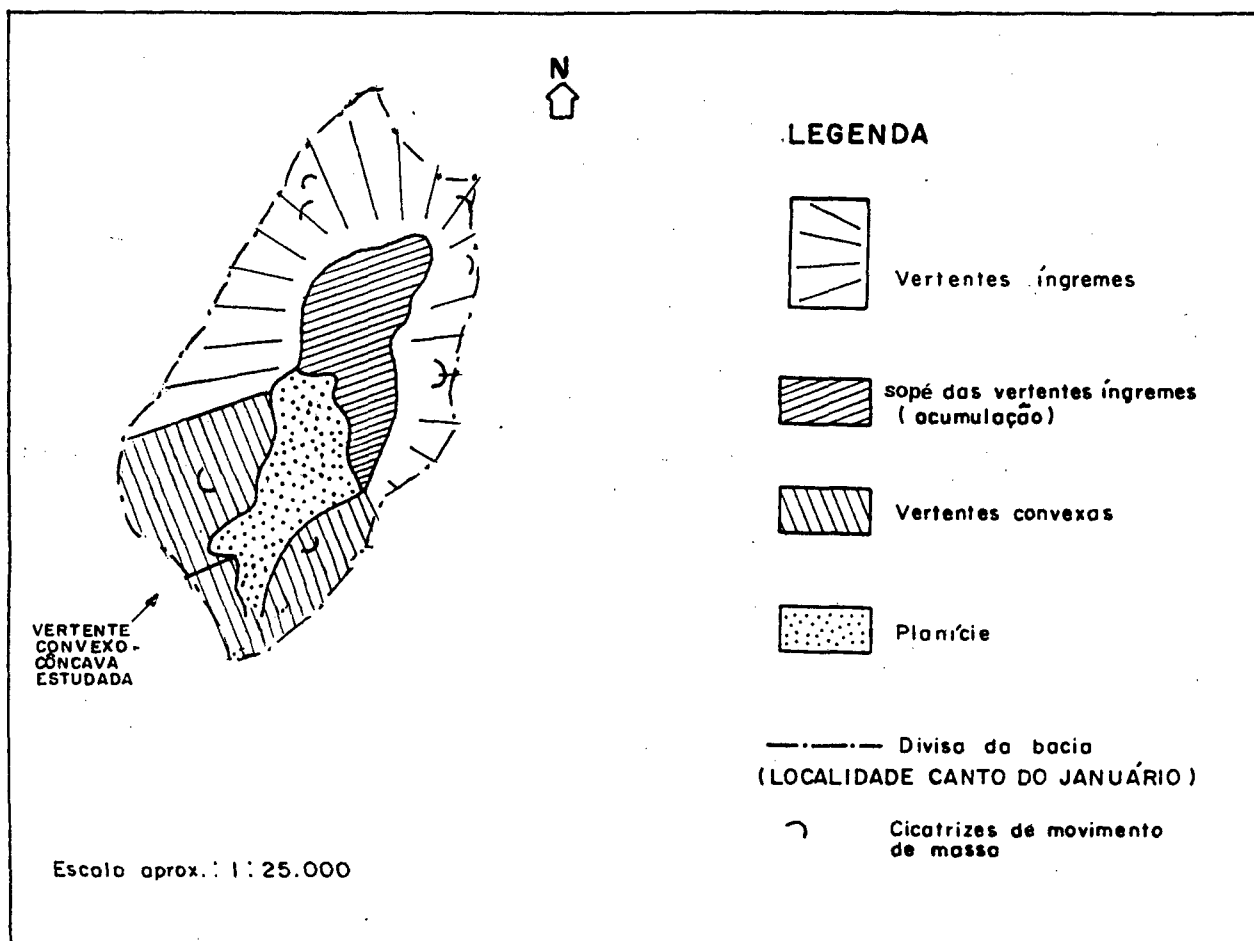 N
LEGENDA
Vertentes íngremes
sopé das vertentes íngremes
(acumulação)
Vertentes convexas
Planície
VERTENTE
CONVEXO-
CÔNCAVA
ESTUDADA
Divisa da bacia
(LOCALIDADE CANTO DO JANUÁRIO)
Cicatrizes de movimento
de massa
Escala aprox.: 1:25.000